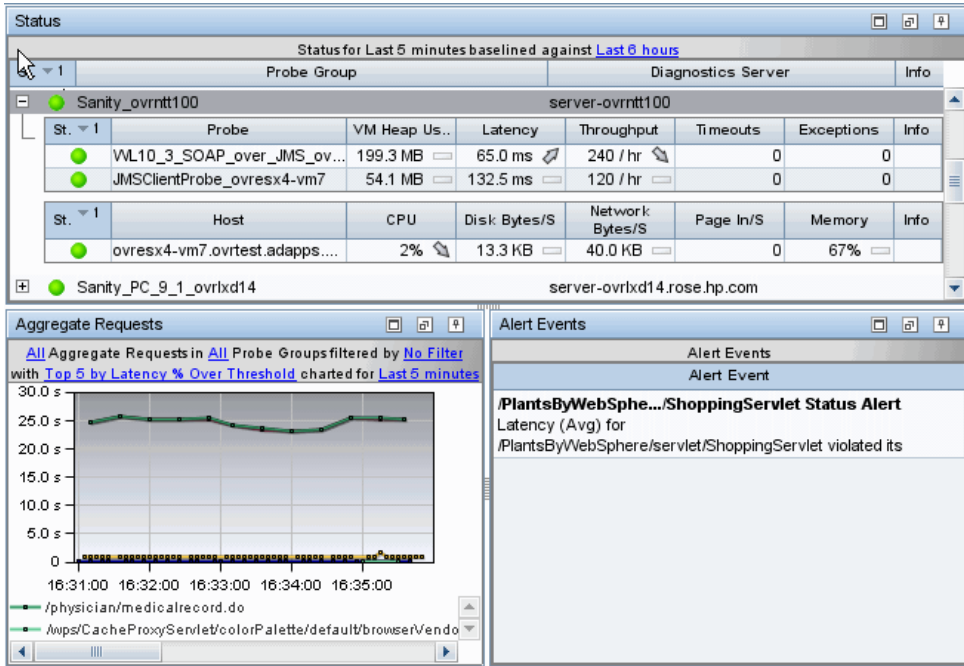 Status
Status for Last 5 minutes baselined against Last 6 hours
1 Probe Group Diagnostics Server Info
Sanity_ovrntt100 server-ovrntt100
St. 1 Probe VM Heap Us.. Latency Throughput Timeouts Exceptions Info
WL10_3_SOAP_over_JMS_ov... 199.3 MB 65.0 ms 240 / hr 0 0
JMSClientProbe_ovresx4-vm7 54.1 MB 132.5 ms 120 / hr 0 0
St. 1 Host CPU Disk Bytes/S Network Bytes/S Page In/S Memory Info
ovresx4-vm7.ovrtest.adapps.... 2% 13.3 KB 40.0 KB 0 67%
Sanity_PC_9_1_ovrlxd14 server-ovrlxd14.rose.hp.com
Aggregate Requests
All Aggregate Requests in All Probe Groups filtered by No Filter
with Top 5 by Latency % Over Threshold charted for Last 5 minutes
30.0 s
25.0 s
20.0 s
15.0 s
10.0 s
5.0 s
0
16:31:00 16:32:00 16:33:00 16:34:00 16:35:00
/physician/medicalrecord.do
/wps/CacheProxyServlet/colorPalette/default/browserVendo
Alert Events
Alert Events
Alert Event
/PlantsByWebSphe.../ShoppingServlet Status Alert
Latency (Avg) for
/PlantsByWebSphere/servlet/ShoppingServlet violated its